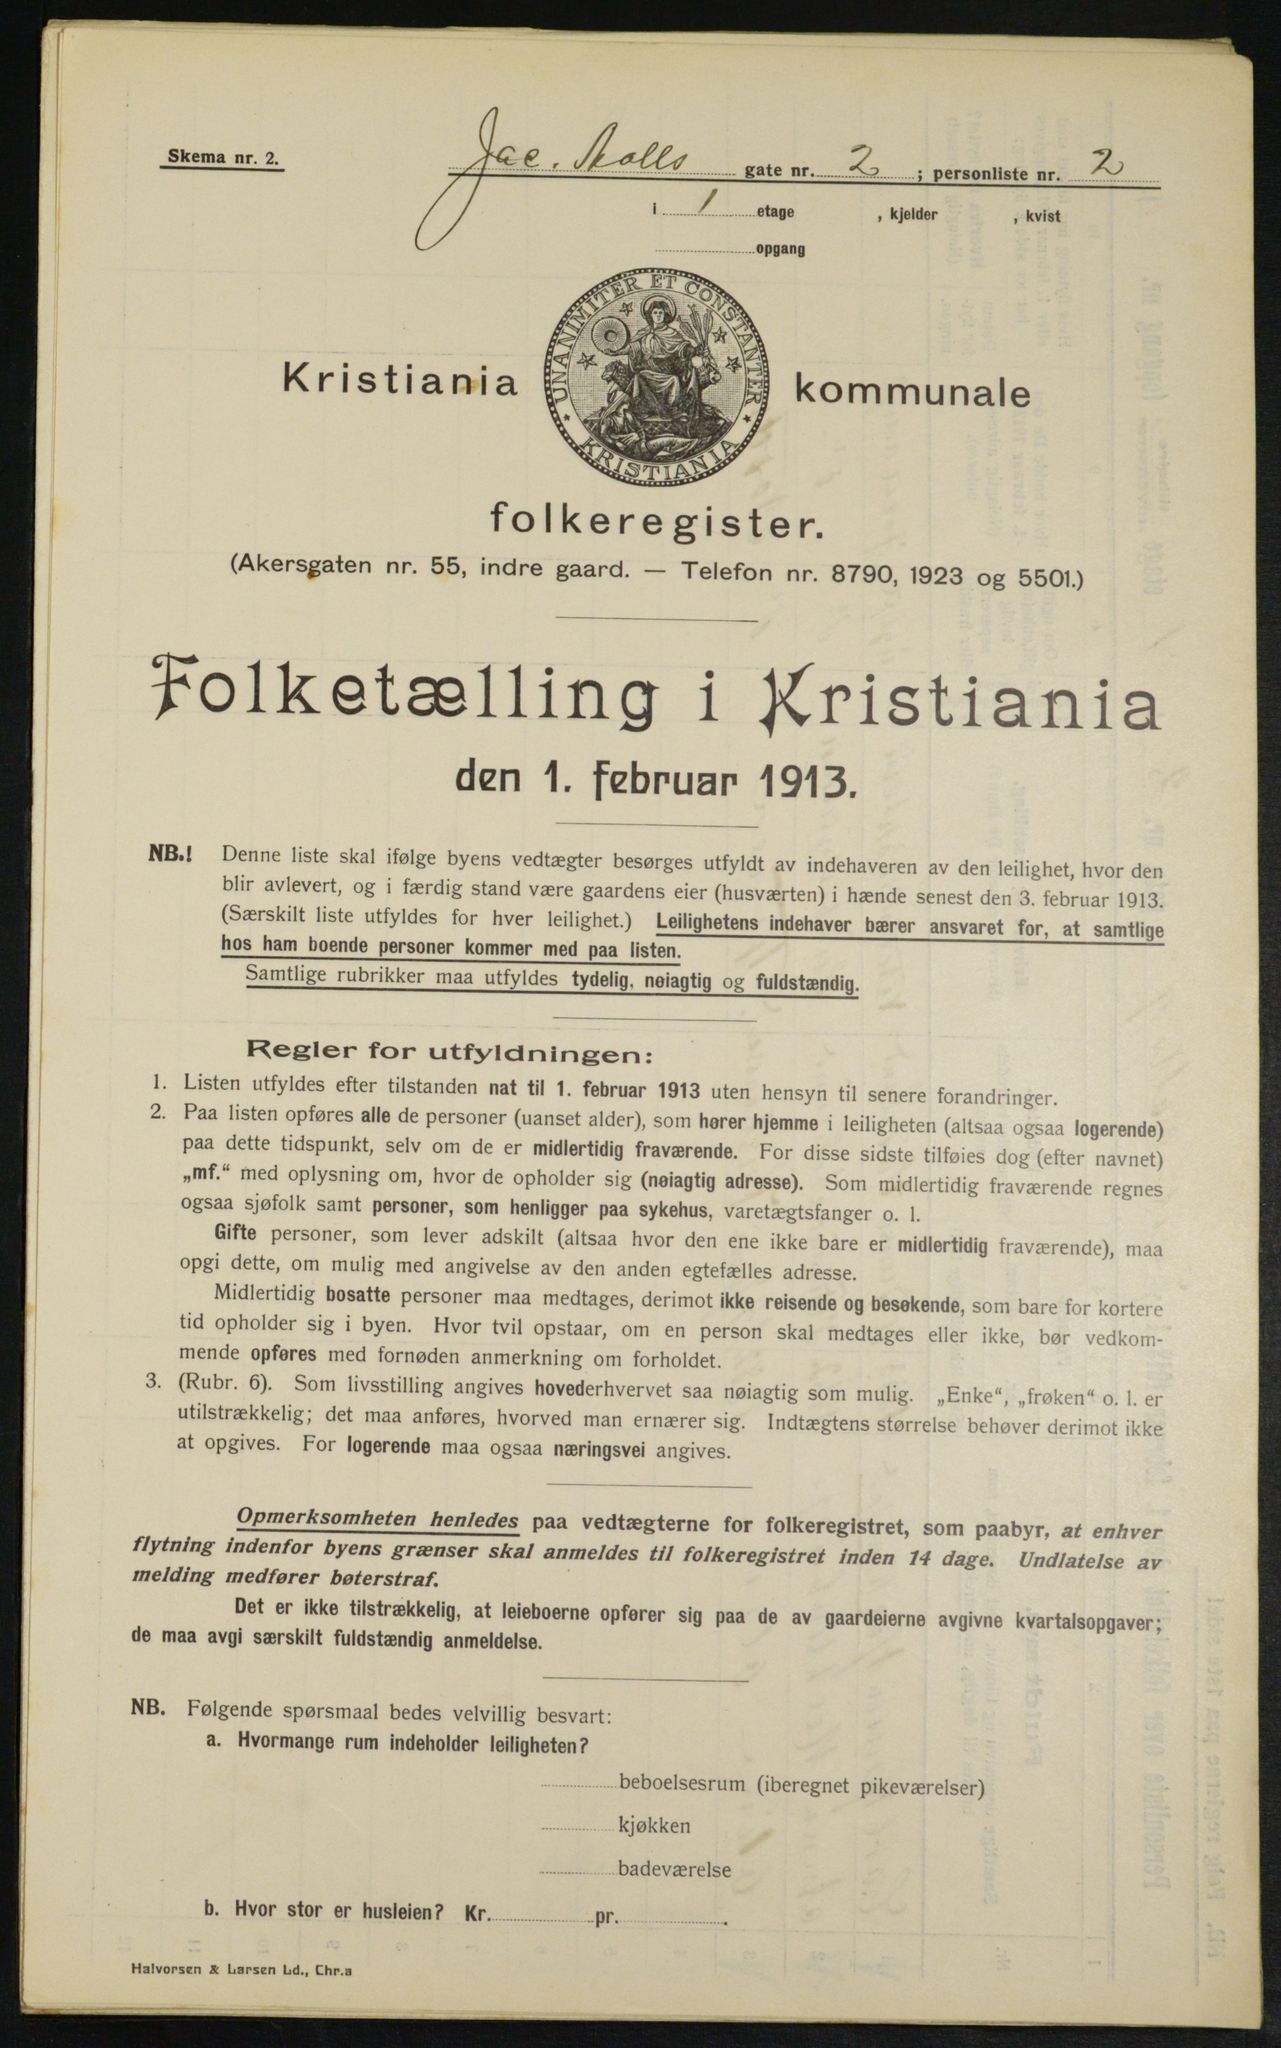 Skema nr. 2.
Jac. Aalls gate nr. 2 ; personliste nr. 2
i 1 etage , kjelder , kvist
opgang
UNANIMITER ET CONSTANTER
KRISTIANIA
Kristiania kommunale
folkeregister.
(Akersgaten nr. 55, indre gaard. — Telefon nr. 8790, 1923 og 5501.)
Folketælling i Kristiania
den 1. februar 1913.
NB.! Denne liste skal ifølge byens vedtægter besørges utfyldt av indehaveren av den leilighet, hvor den
blir avlevert, og i færdig stand være gaardens eier (husværten) i hænde senest den 3. februar 1913.
(Særskilt liste utfyldes for hver leilighet.) Leilighetens indehaver bærer ansvaret for, at samtlige
hos ham boende personer kommer med paa listen.
Samtlige rubrikker maa utfyldes tydelig, nøiagtig og fuldstændig.
Regler for utfyldningen:
1. Listen utfyldes efter tilstanden nat til 1. februar 1913 uten hensyn til senere forandringer.
2. Paa listen opføres alle de personer (uanset alder), som hører hjemme i leiligheten (altsaa ogsaa logerende)
paa dette tidspunkt, selv om de er midlertidig fraværende. For disse sidste tilføies dog (efter navnet)
„mf.“ med oplysning om, hvor de opholder sig (nøiagtig adresse). Som midlertidig fraværende regnes
ogsaa sjøfolk samt personer, som henligger paa sykehus, varetægtsfanger o. l.
Gifte personer, som lever adskilt (altsaa hvor den ene ikke bare er midlertidig fraværende), maa
opgi dette, om mulig med angivelse av den anden egtefælles adresse.
Midlertidig bosatte personer maa medtages, derimot ikke reisende og besøkende, som bare for kortere
tid opholder sig i byen. Hvor tvil opstaar, om en person skal medtages eller ikke, bør vedkom-
mende opføres med fornøden anmerkning om forholdet.
3. (Rubr. 6). Som livsstilling angives hovederhvervet saa nøiagtig som mulig. „Enke“, „frøken“ o. l. er
utilstrækkelig; det maa anføres, hvorved man ernærer sig. Indtægtens størrelse behøver derimot ikke
at opgives. For logerende maa ogsaa næringsvei angives.
Opmerksomheten henledes paa vedtægterne for folkeregistret, som paabyr, at enhver
flytning indenfor byens grænser skal anmeldes til folkeregistret inden 14 dage. Undlatelse av
melding medfører bøterstraf.
Det er ikke tilstrækkelig, at leieboerne opfører sig paa de av gaardeierne avgivne kvartalsopgaver;
de maa avgi særskilt fuldstændig anmeldelse.
NB. Følgende spørsmaal bedes velvillig besvart:
a. Hvormange rum indeholder leiligheten?
beboelsesrum (iberegnet pikeværelser)
kjøkken
badeværelse
b. Hvor stor er husleien? Kr. pr. .
Halvorsen & Larsen Ld., Chr.a